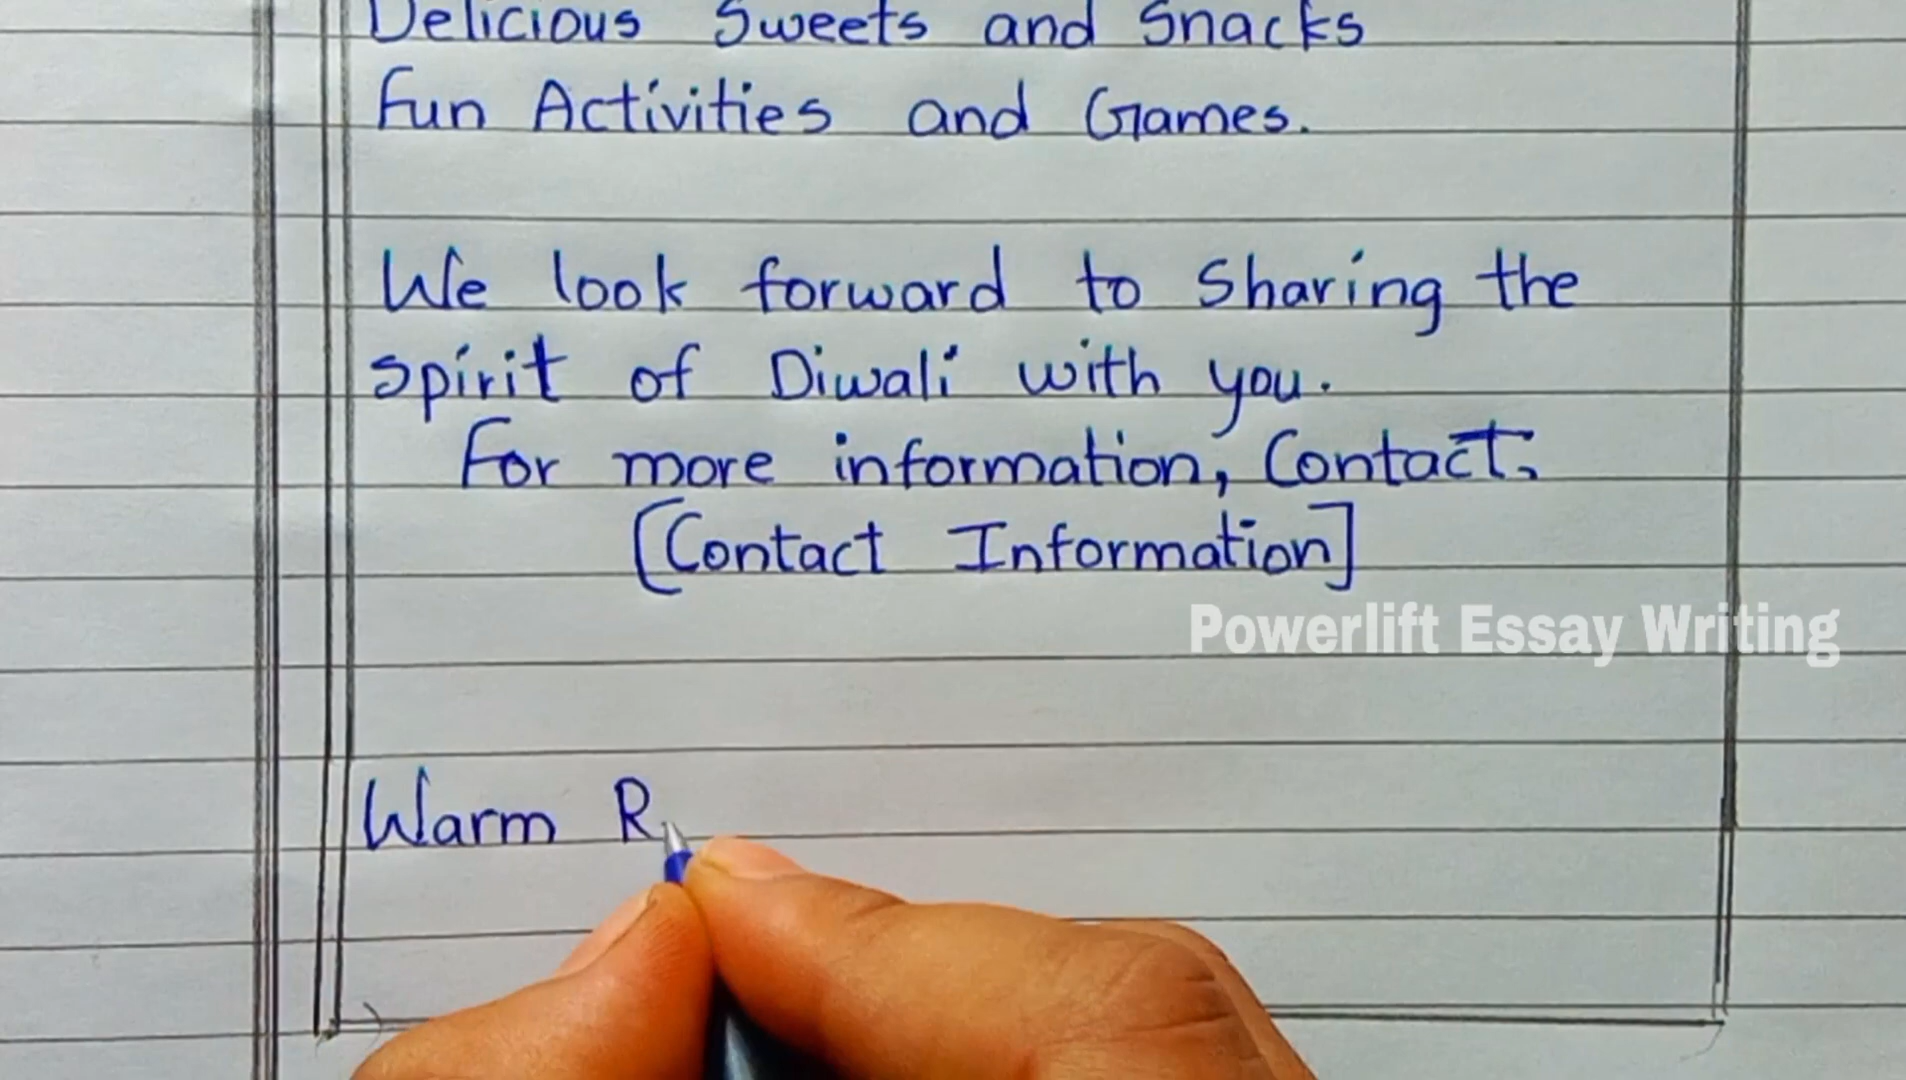 Delicious Sweets and Snacks
Fun Activities and Games.
We look forward to Sharing the
spirit of Diwali with you.
For more information, Contact:
[Contact Information]
Powerlift Essay Writing
Warm R